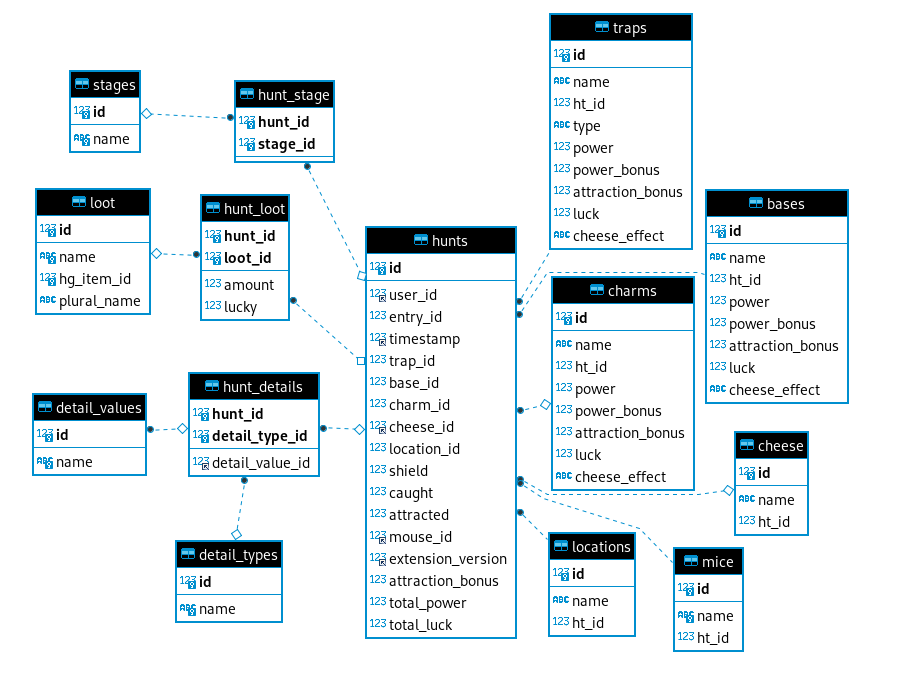 stages
123 id
ABC name
hunt_stage
123 hunt_id
123 stage_id
traps
123 id
ABC name
123 ht_id
ABC type
123 power
123 power_bonus
123 attraction_bonus
123 luck
ABC cheese_effect
loot
123 id
ABC name
123 hg_item_id
ABC plural_name
hunt_loot
123 hunt_id
123 loot_id
123 amount
123 lucky
hunts
123 id
123 user_id
123 entry_id
123 timestamp
123 trap_id
123 base_id
123 charm_id
123 cheese_id
123 location_id
123 shield
123 caught
123 attracted
123 mouse_id
123 extension_version
123 attraction_bonus
123 total_power
123 total_luck
bases
123 id
ABC name
123 ht_id
123 power
123 power_bonus
123 attraction_bonus
123 luck
ABC cheese_effect
charms
123 id
ABC name
123 ht_id
123 power
123 power_bonus
123 attraction_bonus
123 luck
ABC cheese_effect
detail_values
123 id
ABC name
hunt_details
123 hunt_id
123 detail_type_id
123 detail_value_id
cheese
123 id
ABC name
123 ht_id
detail_types
123 id
ABC name
locations
123 id
ABC name
123 ht_id
mice
123 id
ABC name
123 ht_id